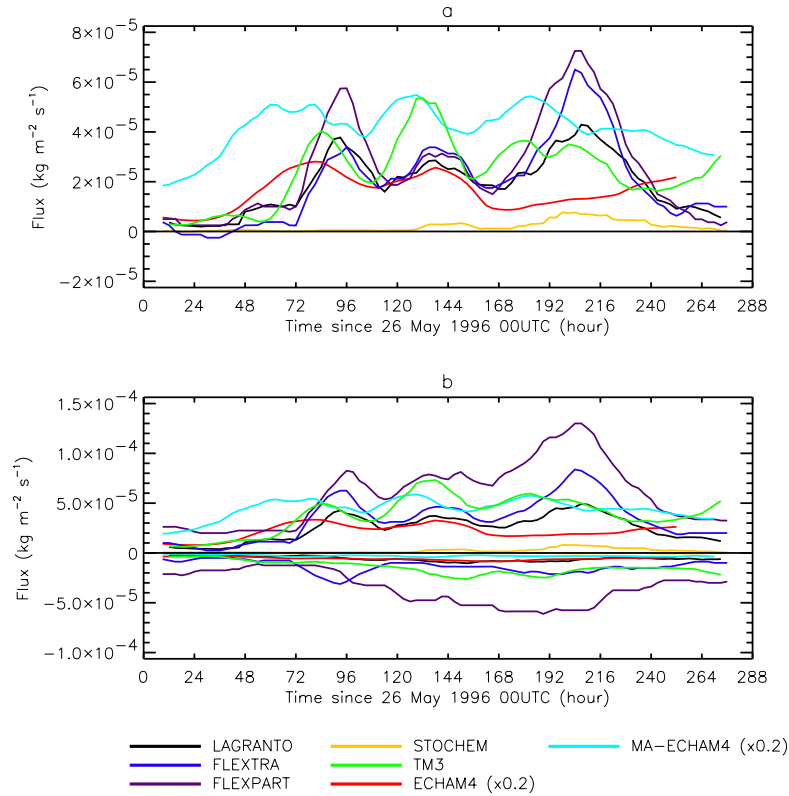 a
8×10⁻⁵
6×10⁻⁵
4×10⁻⁵
2×10⁻⁵
0
−2×10⁻⁵
Flux (kg m⁻² s⁻¹)
0 24 48 72 96 120 144 168 192 216 240 264 288
Time since 26 May 1996 00UTC (hour)
b
1.5×10⁻⁴
1.0×10⁻⁴
5.0×10⁻⁵
0
−5.0×10⁻⁵
−1.0×10⁻⁴
Flux (kg m⁻² s⁻¹)
0 24 48 72 96 120 144 168 192 216 240 264 288
Time since 26 May 1996 00UTC (hour)
LAGRANTO STOCHEM MA−ECHAM4 (x0.2)
FLEXTRA TM3
FLEXPART ECHAM4 (x0.2)